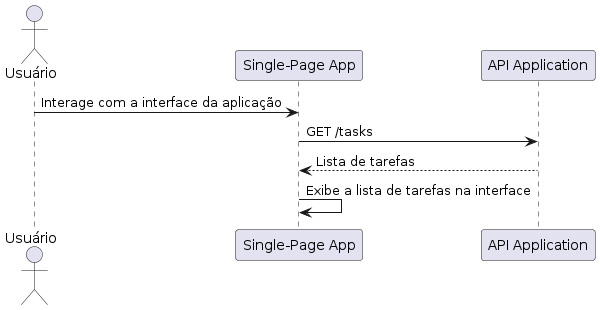 Usuário
Single-Page App
API Application
Interage com a interface da aplicação
GET /tasks
Lista de tarefas
Exibe a lista de tarefas na interface
Usuário
Single-Page App
API Application